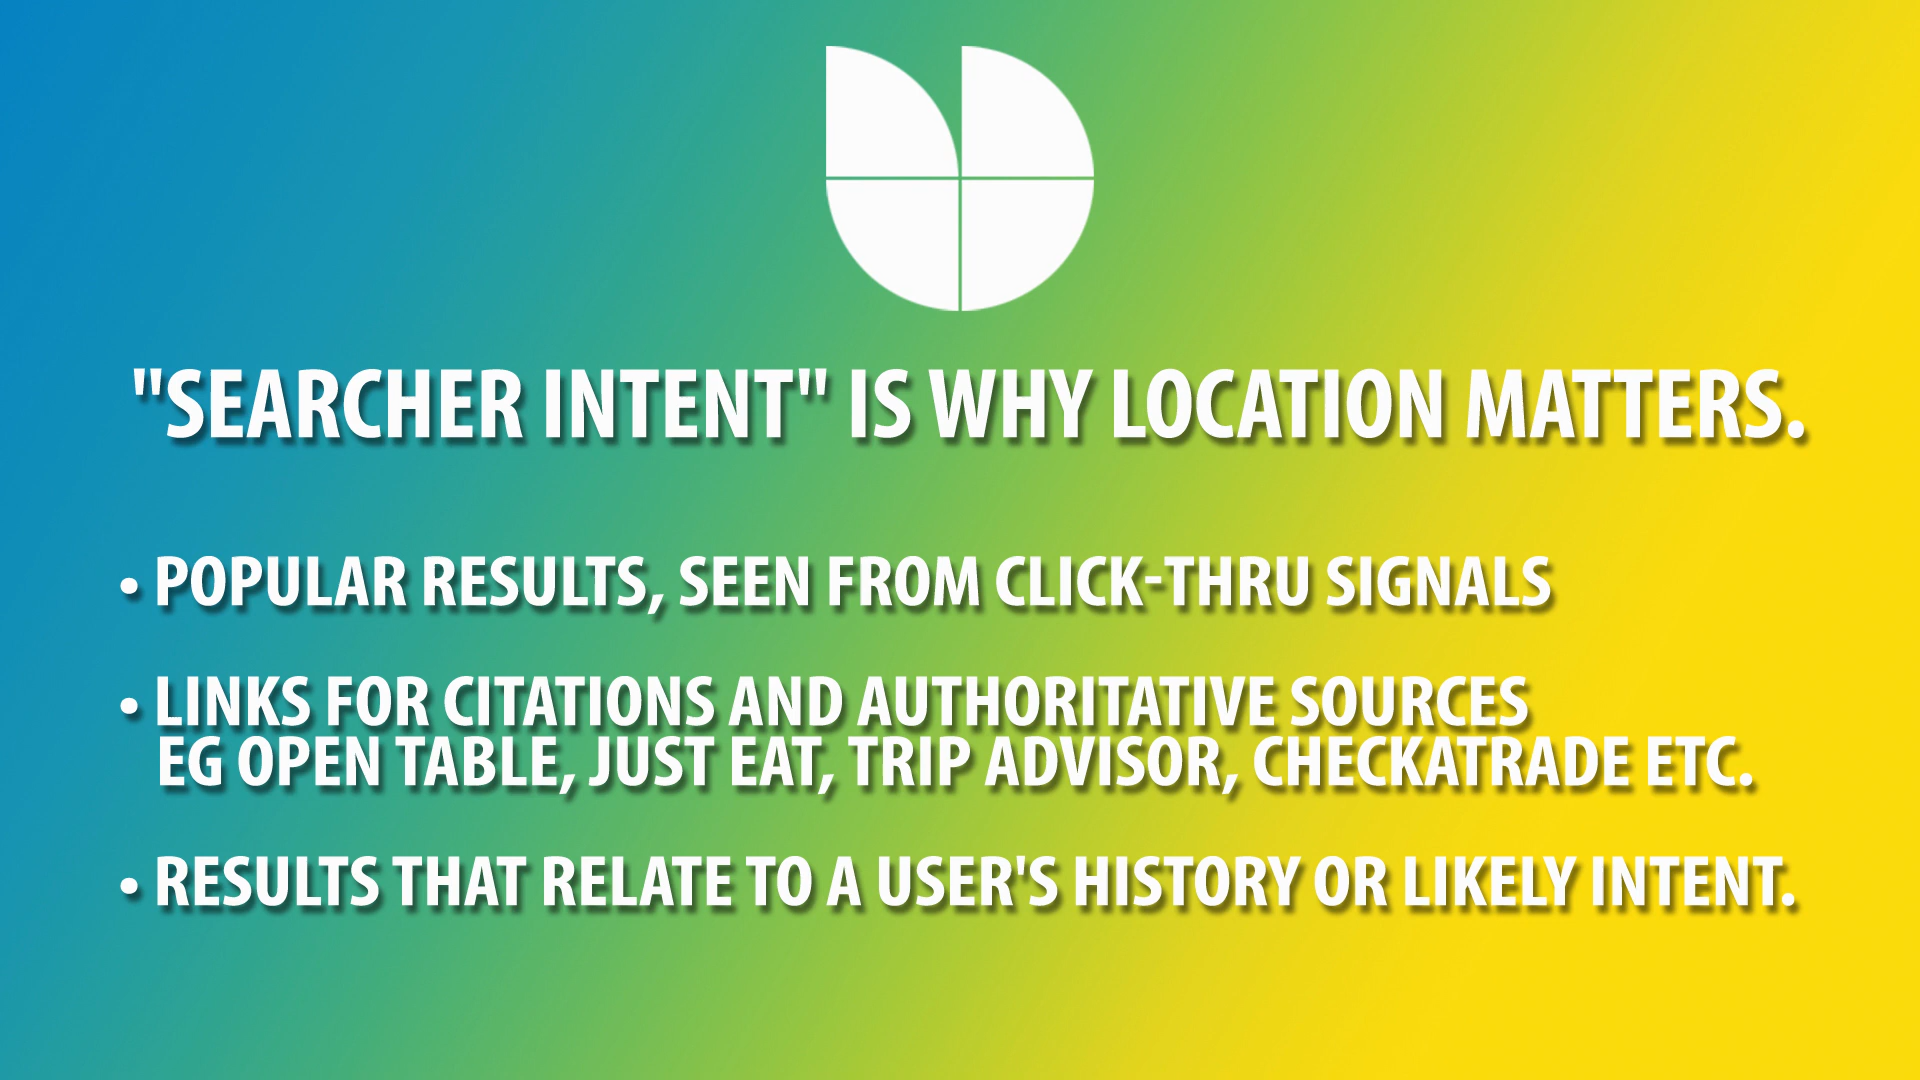 "SEARCHER INTENT" IS WHY LOCATION MATTERS.
• POPULAR RESULTS, SEEN FROM CLICK-THRU SIGNALS
• LINKS FOR CITATIONS AND AUTHORITATIVE SOURCES
EG OPEN TABLE, JUST EAT, TRIP ADVISOR, CHECKATRADE ETC.
• RESULTS THAT RELATE TO A USER'S HISTORY OR LIKELY INTENT.